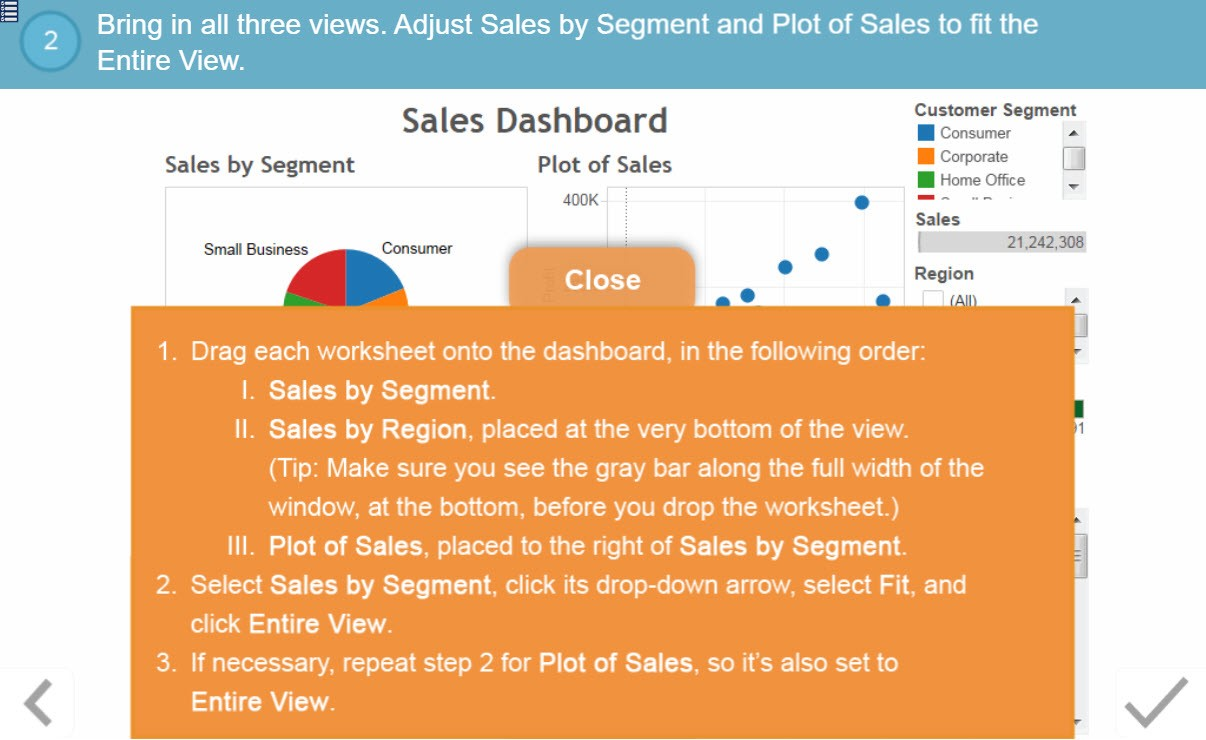 2
Bring in all three views. Adjust Sales by Segment and Plot of Sales to fit the
Entire View.
Sales Dashboard
Sales by Segment
Plot of Sales
Customer Segment
Consumer
Corporate
Home Office
400K
Sales
21,242,308
Small Business
Consumer
Close
Region
(All)
1. Drag each worksheet onto the dashboard, in the following order:
I. Sales by Segment.
II. Sales by Region, placed at the very bottom of the view.
(Tip: Make sure you see the gray bar along the full width of the
window, at the bottom, before you drop the worksheet.)
III. Plot of Sales, placed to the right of Sales by Segment.
2. Select Sales by Segment, click its drop-down arrow, select Fit, and
click Entire View.
3. If necessary, repeat step 2 for Plot of Sales, so it's also set to
Entire View.